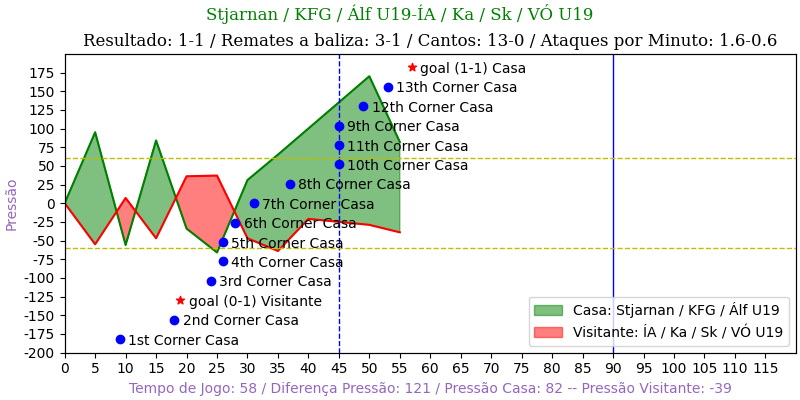 Stjarnan / KFG / Álf U19-ÍA / Ka / Sk / VÓ U19
Resultado: 1-1 / Remates a baliza: 3-1 / Cantos: 13-0 / Ataques por Minuto: 1.6-0.6
175
150
125
100
75
50
25
0
-25
-50
-75
-100
-125
-150
-175
-200
Pressão
goal (1-1) Casa
13th Corner Casa
12th Corner Casa
9th Corner Casa
11th Corner Casa
10th Corner Casa
8th Corner Casa
7th Corner Casa
6th Corner Casa
5th Corner Casa
4th Corner Casa
3rd Corner Casa
goal (0-1) Visitante
2nd Corner Casa
1st Corner Casa
Casa: Stjarnan / KFG / Álf U19
Visitante: ÍA / Ka / Sk / VÓ U19
0 5 10 15 20 25 30 35 40 45 50 55 60 65 70 75 80 85 90 95 100 105 110 115
Tempo de Jogo: 58 / Diferença Pressão: 121 / Pressão Casa: 82 -- Pressão Visitante: -39